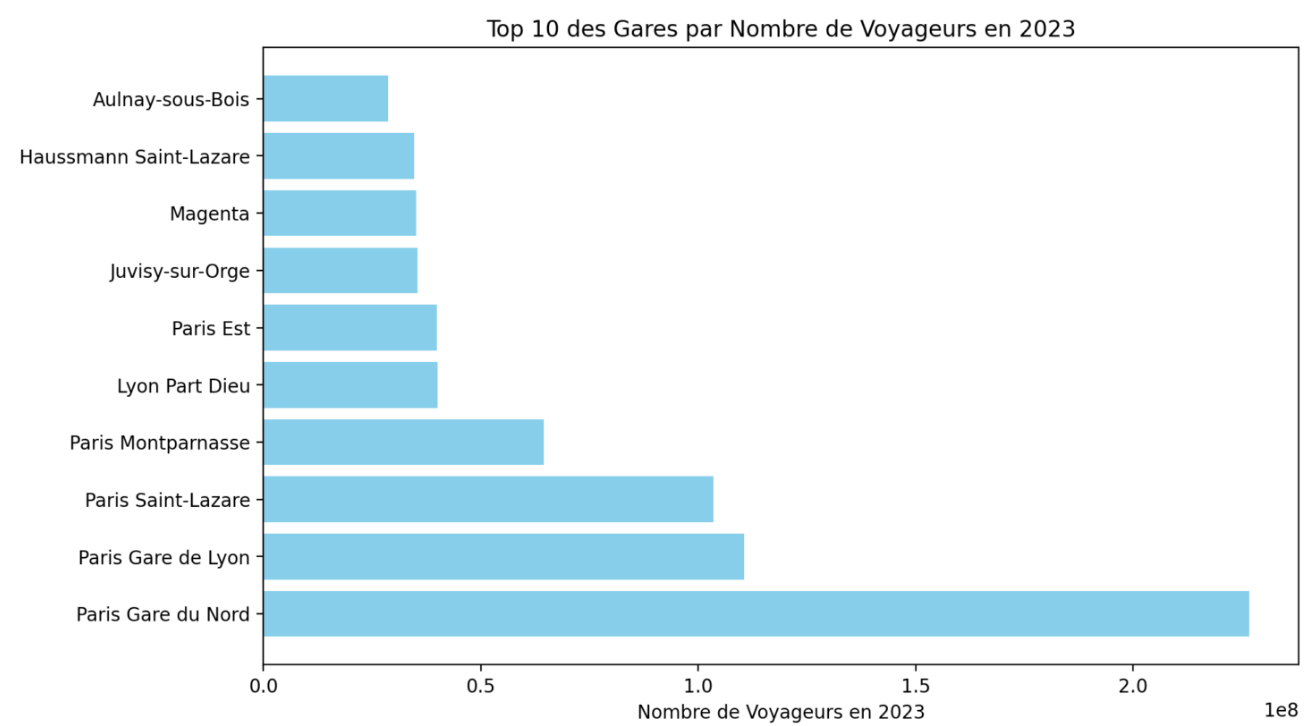 Top 10 des Gares par Nombre de Voyageurs en 2023
Aulnay-sous-Bois
Haussmann Saint-Lazare
Magenta
Juvisy-sur-Orge
Paris Est
Lyon Part Dieu
Paris Montparnasse
Paris Saint-Lazare
Paris Gare de Lyon
Paris Gare du Nord
0.0 0.5 1.0 1.5 2.0
1e8
Nombre de Voyageurs en 2023